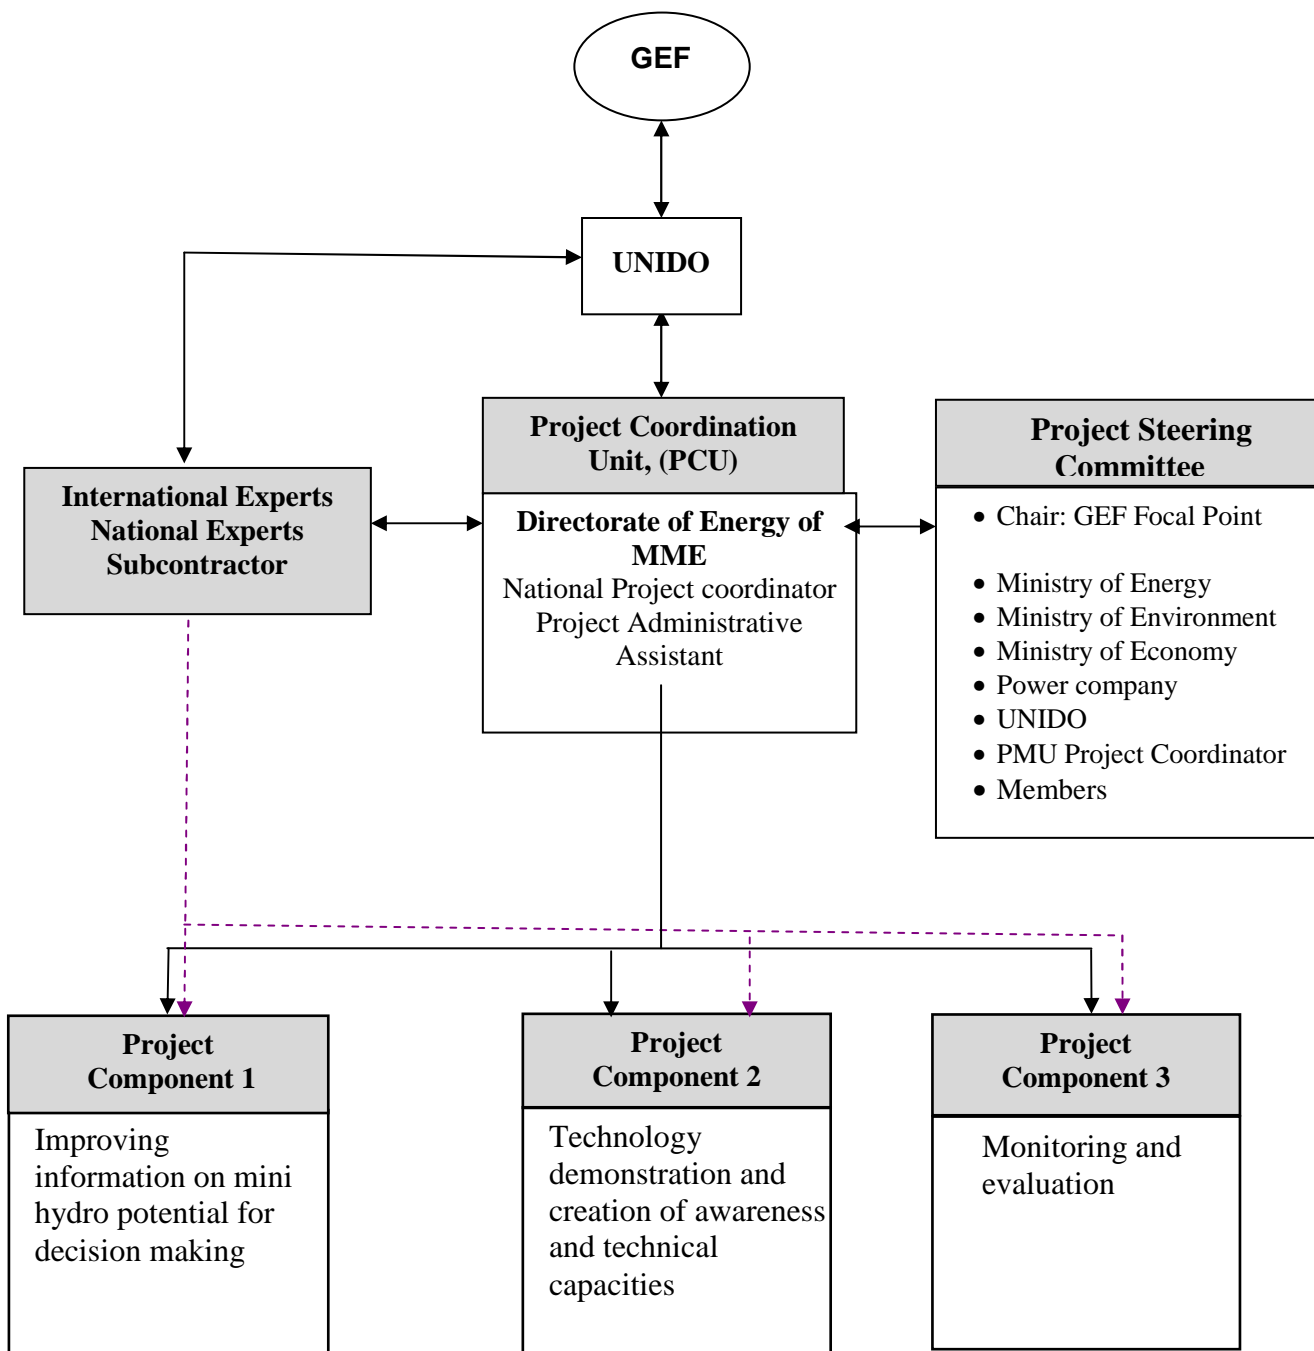 GEF
UNIDO
Project Coordination
Unit, (PCU)
Directorate of Energy of
MME
National Project coordinator
Project Administrative
Assistant
Project Steering
Committee
• Chair: GEF Focal Point
• Ministry of Energy
• Ministry of Environment
• Ministry of Economy
• Power company
• UNIDO
• PMU Project Coordinator
• Members
International Experts
National Experts
Subcontractor
Project
Component 1
Improving
information on mini
hydro potential for
decision making
Project
Component 2
Technology
demonstration and
creation of awareness
and technical
capacities
Project
Component 3
Monitoring and
evaluation